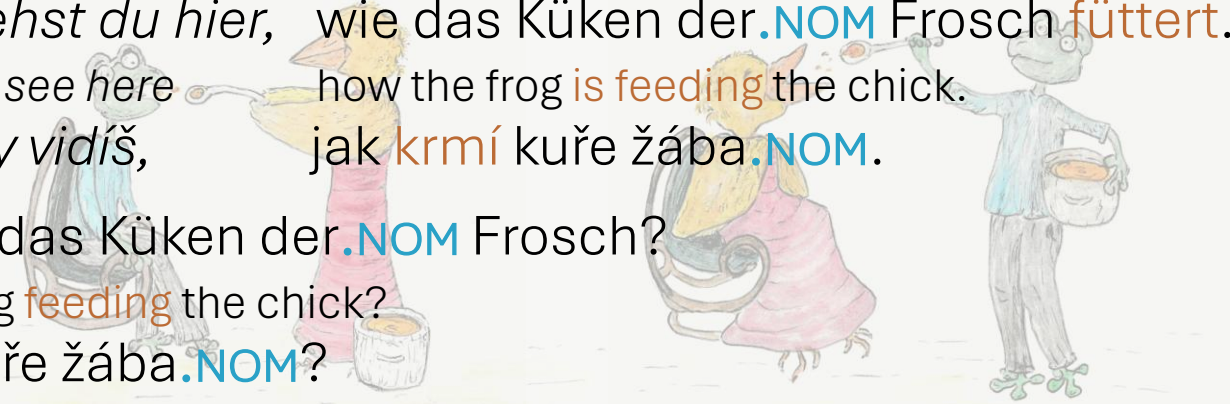 ehst du hier, wie das Küken der.NOM Frosch füttert.
see here how the frog is feeding the chick.
y vidíš, jak krmí kuře žába.NOM.
das Küken der.NOM Frosch?
g feeding the chick?
ře žába.NOM?